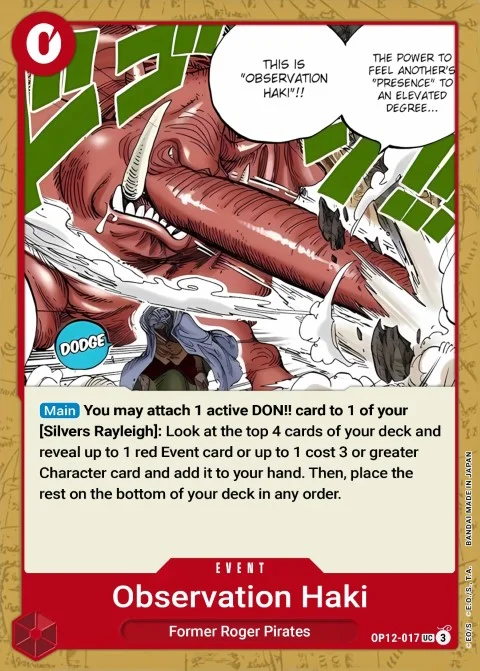 0
THIS IS
"OBSERVATION
HAKI"!!
THE POWER TO
FEEL ANOTHER'S
"PRESENCE" TO
AN ELEVATED
DEGREE...
DODGE
Main You may attach 1 active DON!! card to 1 of your
[Silvers Rayleigh]: Look at the top 4 cards of your deck and
reveal up to 1 red Event card or up to 1 cost 3 or greater
Character card and add it to your hand. Then, place the
rest on the bottom of your deck in any order.
EVENT
Observation Haki
Former Roger Pirates
OP12-017 UC 3
©E.O./S. ©E.O./S.,T.A. BANDAI MADE IN JAPAN